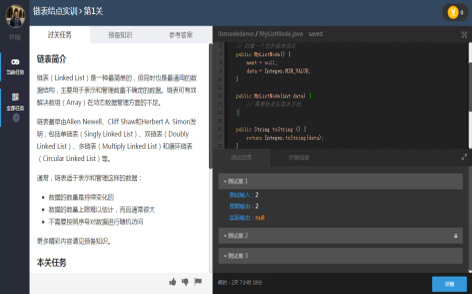 链表结点实训 > 第1关
0
过关任务
预备知识
参考答案
当前任务
全部任务
链表简介
链表（Linked List）是一种最简单的，但同时也是最通用的数
据结构，主要用于表示和管理数量不确定的数据。链表可有效
解决数组（Array）在动态数据管理方面的不足。
链表最早由Allen Newell、Cliff Shaw和Herbert A. Simon发
明，包括单链表（Singly Linked List）、双链表（Doubly
Linked List）、多链表（Multiply Linked List）和循环链表
（Circular Linked List）等。
通常，链表适于表示和管理这样的数据：
数据的数量是持续变化的
数据的数量上限难以估计，而且通常很大
不需要按照序号对数据进行随机访问
更多精彩内容请见预备知识。
本关任务
listnodedemo / MyListNode.java saved
public MyListNode() {
next = null;
data = Integer.MIN_VALUE;
}
public MyListNode(int data) {
}
public String toString () {
return Integer.toString(data);
}
测试结果
评测信息
测试集 1
测试输入：2
预期输出：2
实际输出：null
测试集 2
测试集 3
耗时：2天 7小时 18分
评测